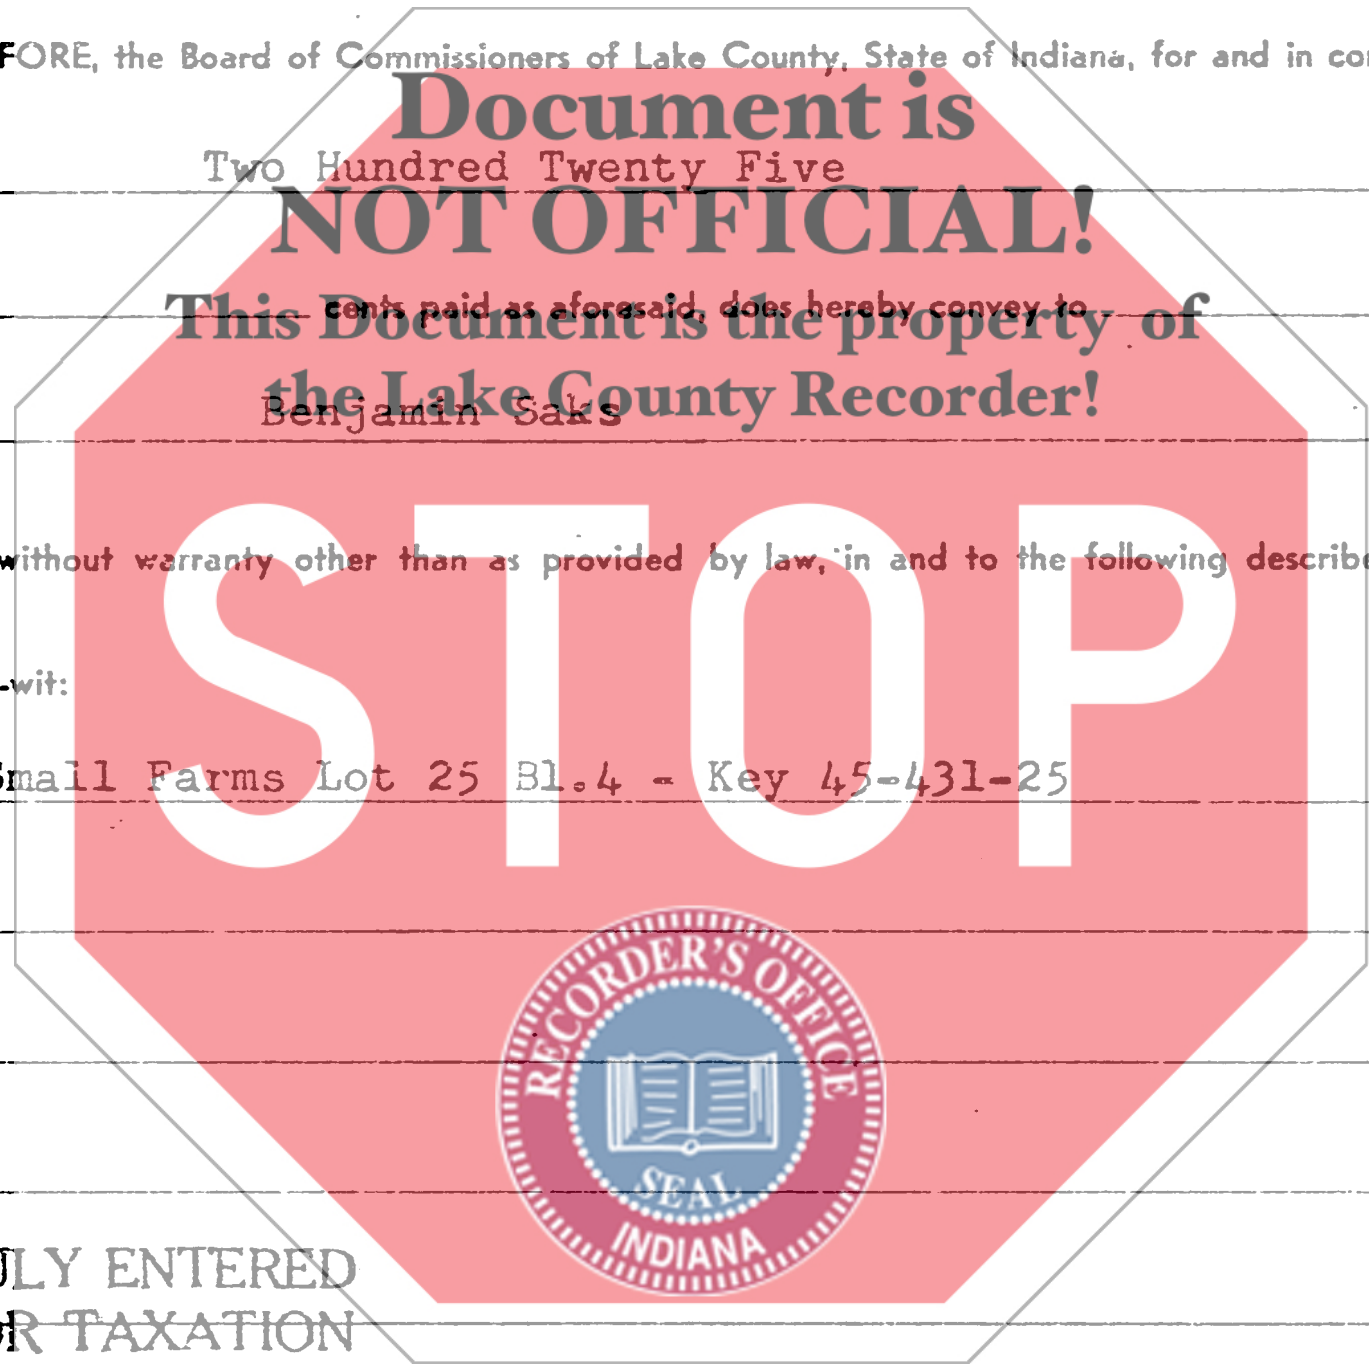 FORE, the Board of Commissioners of Lake County, State of Indiana, for and in co
Document is
Two Hundred Twenty Five
NOT OFFICIAL!
cents paid as aforesaid, does hereby convey to
This Document is the property of
the Lake County Recorder!
Benjamin Saks
STOP
without warranty other than as provided by law, in and to the following describe
-wit:
Small Farms Lot 25 Bl.4 - Key 45-431-25
RECORDER'S OFFICE
SEAL
INDIANA
ULY ENTERED
R TAXATION